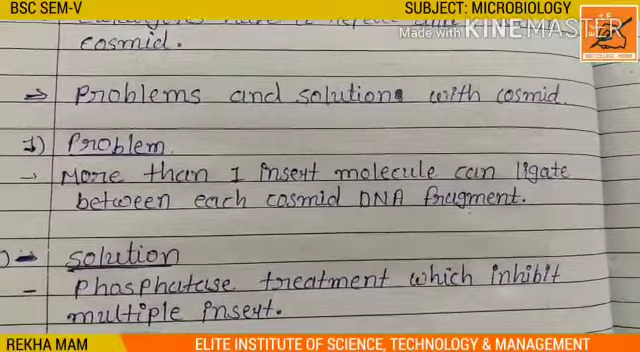 BSC SEM-V
SUBJECT: MICROBIOLOGY
Made with KINEMASTER
cosmid.
⇒ Problems and solutions with cosmid.
1) Problem
→ More than 1 insert molecule can ligate
between each cosmid DNA fragment.
solution
- Phosphatase treatment which inhibit
multiple insert.
REKHA MAM
ELITE INSTITUTE OF SCIENCE, TECHNOLOGY & MANAGEMENT